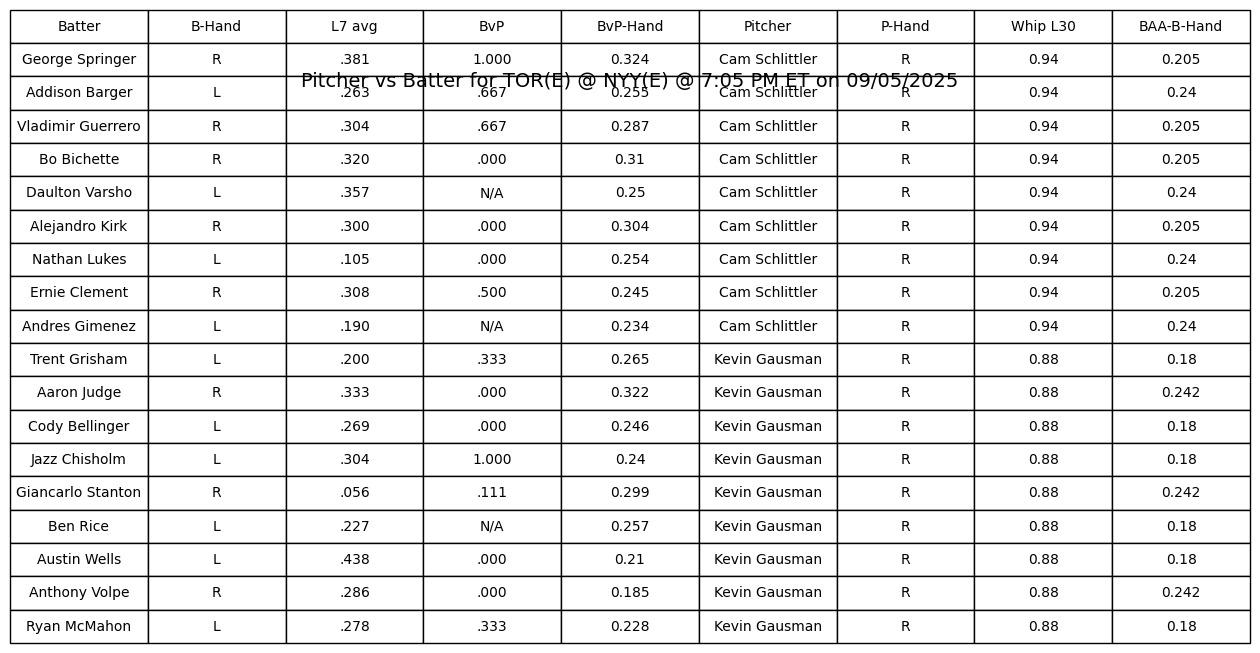 Batter B-Hand L7 avg BvP BvP-Hand Pitcher P-Hand Whip L30 BAA-B-Hand
George Springer R .381 1.000 0.324 Cam Schlittler R 0.94 0.205
Pitcher vs Batter for TOR(E) @ NYY(E) @ 7:05 PM ET on 09/05/2025
Addison Barger L .263 .667 0.255 Cam Schlittler R 0.94 0.24
Vladimir Guerrero R .304 .667 0.287 Cam Schlittler R 0.94 0.205
Bo Bichette R .320 .000 0.31 Cam Schlittler R 0.94 0.205
Daulton Varsho L .357 N/A 0.25 Cam Schlittler R 0.94 0.24
Alejandro Kirk R .300 .000 0.304 Cam Schlittler R 0.94 0.205
Nathan Lukes L .105 .000 0.254 Cam Schlittler R 0.94 0.24
Ernie Clement R .308 .500 0.245 Cam Schlittler R 0.94 0.205
Andres Gimenez L .190 N/A 0.234 Cam Schlittler R 0.94 0.24
Trent Grisham L .200 .333 0.265 Kevin Gausman R 0.88 0.18
Aaron Judge R .333 .000 0.322 Kevin Gausman R 0.88 0.242
Cody Bellinger L .269 .000 0.246 Kevin Gausman R 0.88 0.18
Jazz Chisholm L .304 1.000 0.24 Kevin Gausman R 0.88 0.18
Giancarlo Stanton R .056 .111 0.299 Kevin Gausman R 0.88 0.242
Ben Rice L .227 N/A 0.257 Kevin Gausman R 0.88 0.18
Austin Wells L .438 .000 0.21 Kevin Gausman R 0.88 0.18
Anthony Volpe R .286 .000 0.185 Kevin Gausman R 0.88 0.242
Ryan McMahon L .278 .333 0.228 Kevin Gausman R 0.88 0.18